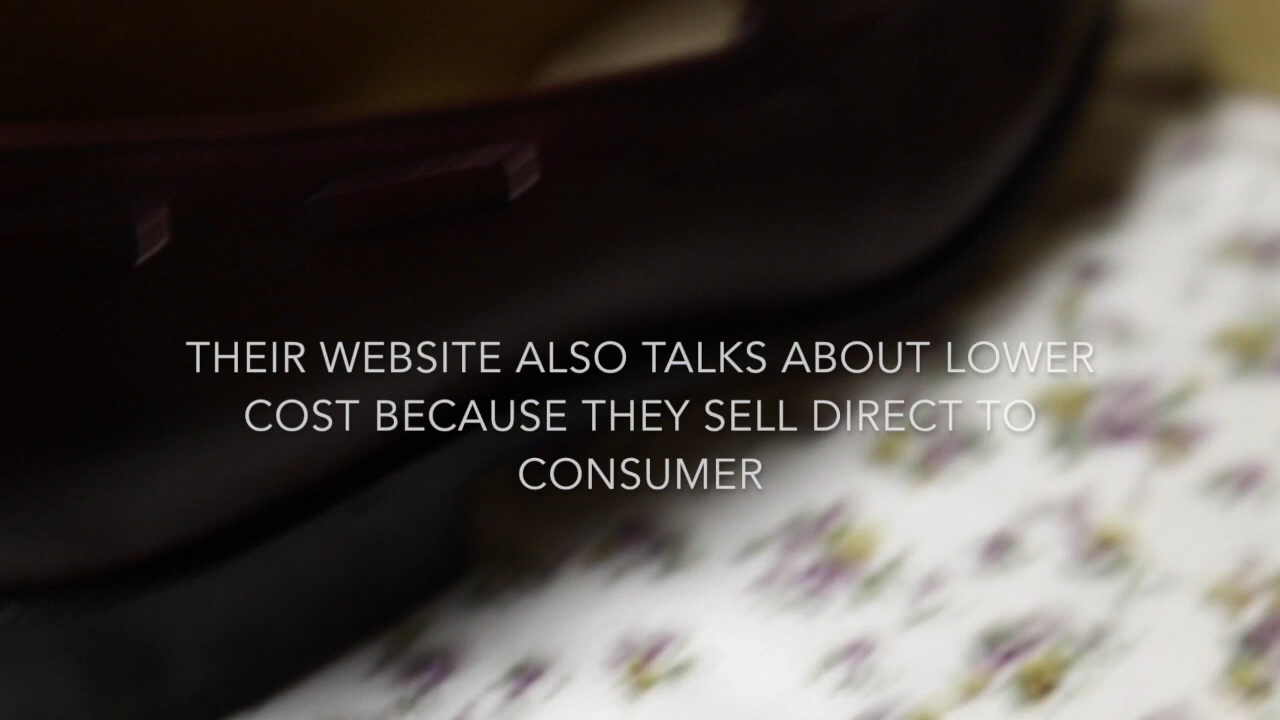 THEIR WEBSITE ALSO TALKS ABOUT LOWER
COST BECAUSE THEY SELL DIRECT TO
CONSUMER